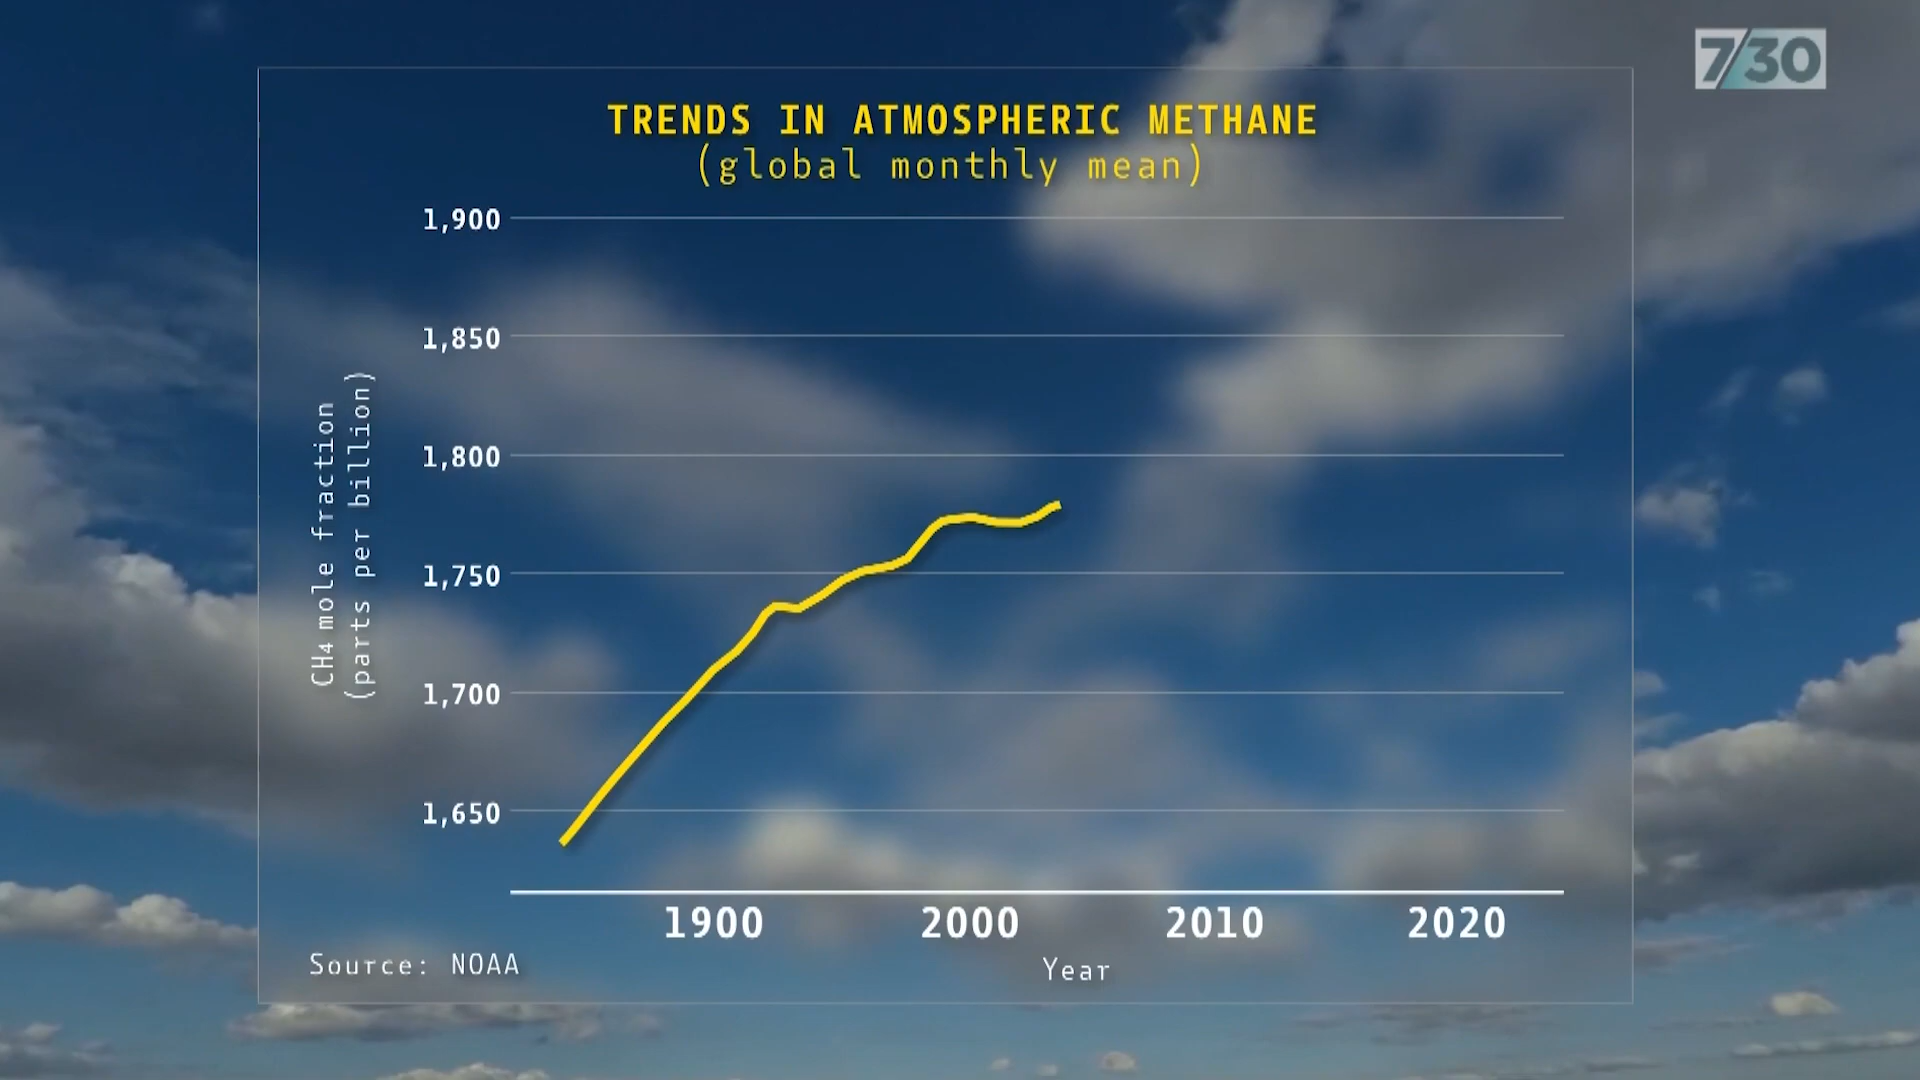 7/30
TRENDS IN ATMOSPHERIC METHANE
(global monthly mean)
1,900
1,850
1,800
1,750
1,700
1,650
CH4 mole fraction
(parts per billion)
1900
2000
2010
2020
Year
Source: NOAA